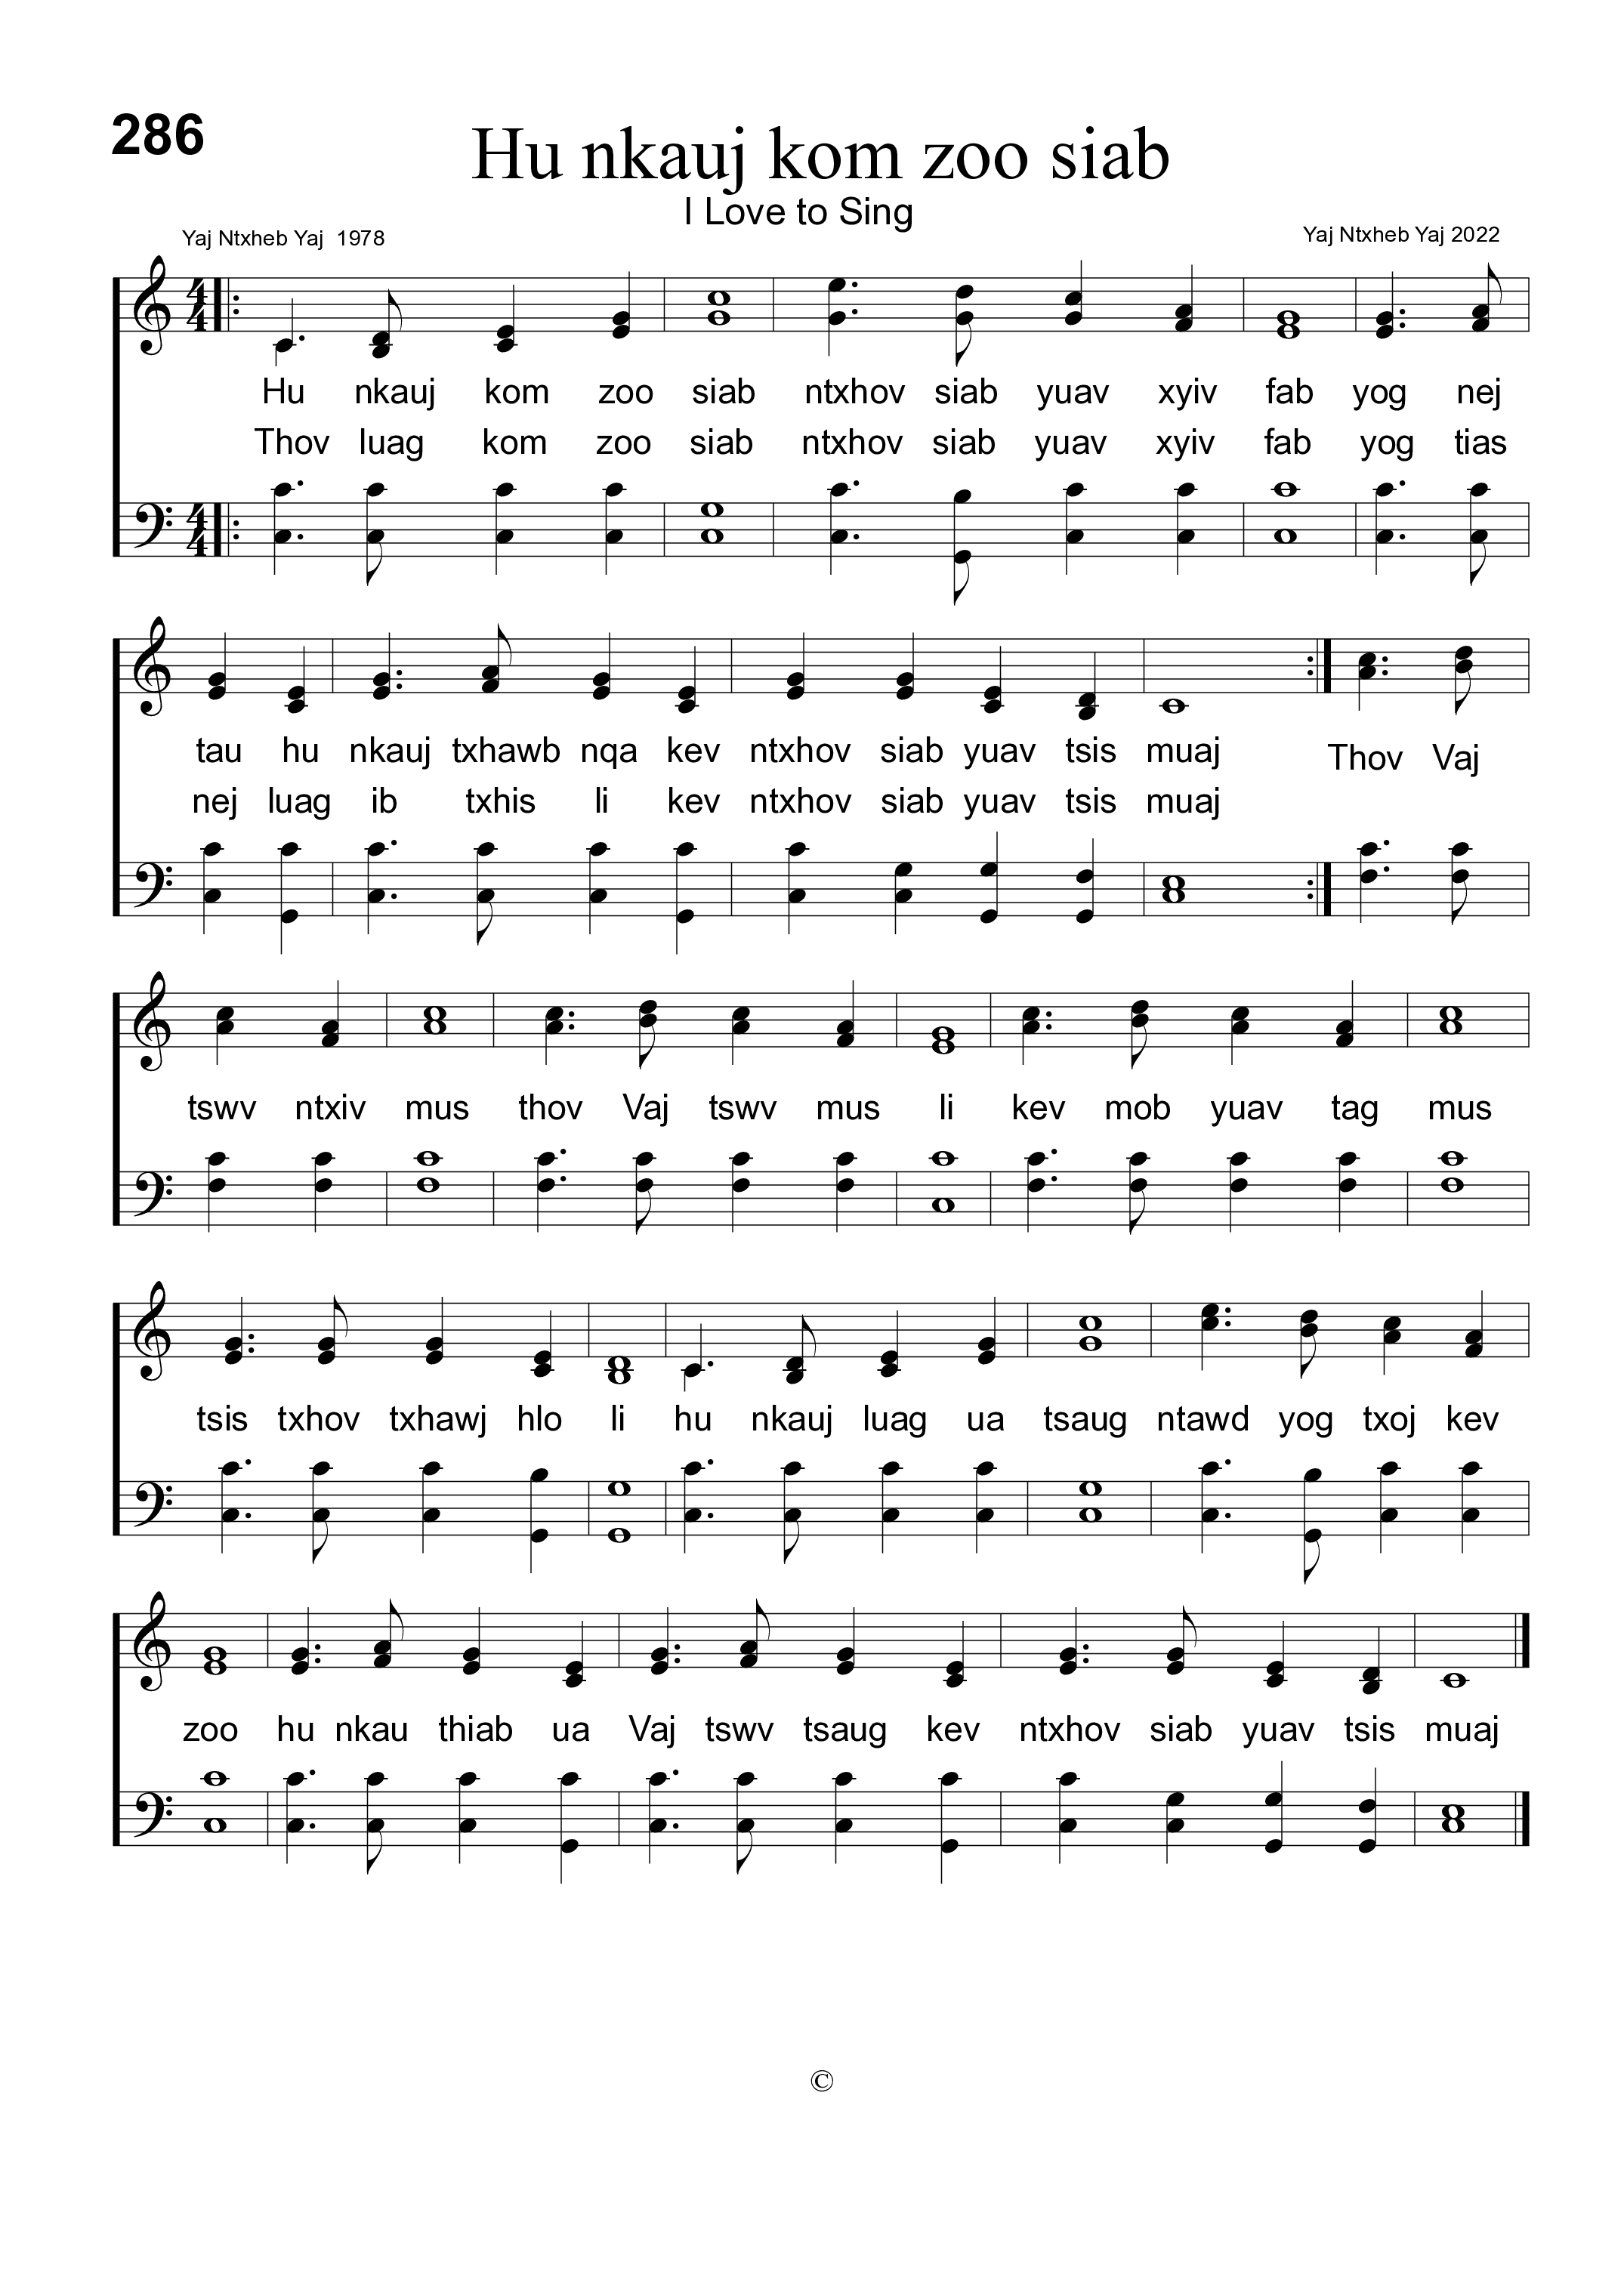 286
Hu nkauj kom zoo siab
I Love to Sing
Yaj Ntxheb Yaj 1978
Yaj Ntxheb Yaj 2022
Hu nkauj kom zoo siab ntxhov siab yuav xyiv fab yog nej
Thov luag kom zoo siab ntxhov siab yuav xyiv fab yog tias
tau hu nkauj txhawb nqa kev ntxhov siab yuav tsis muaj Thov Vaj
nej luag ib txhis li kev ntxhov siab yuav tsis muaj
tswv ntxiv mus thov Vaj tswv mus li kev mob yuav tag mus
tsis txhov txhawj hlo li hu nkauj luag ua tsaug ntawd yog txoj kev
zoo hu nkau thiab ua Vaj tswv tsaug kev ntxhov siab yuav tsis muaj
©